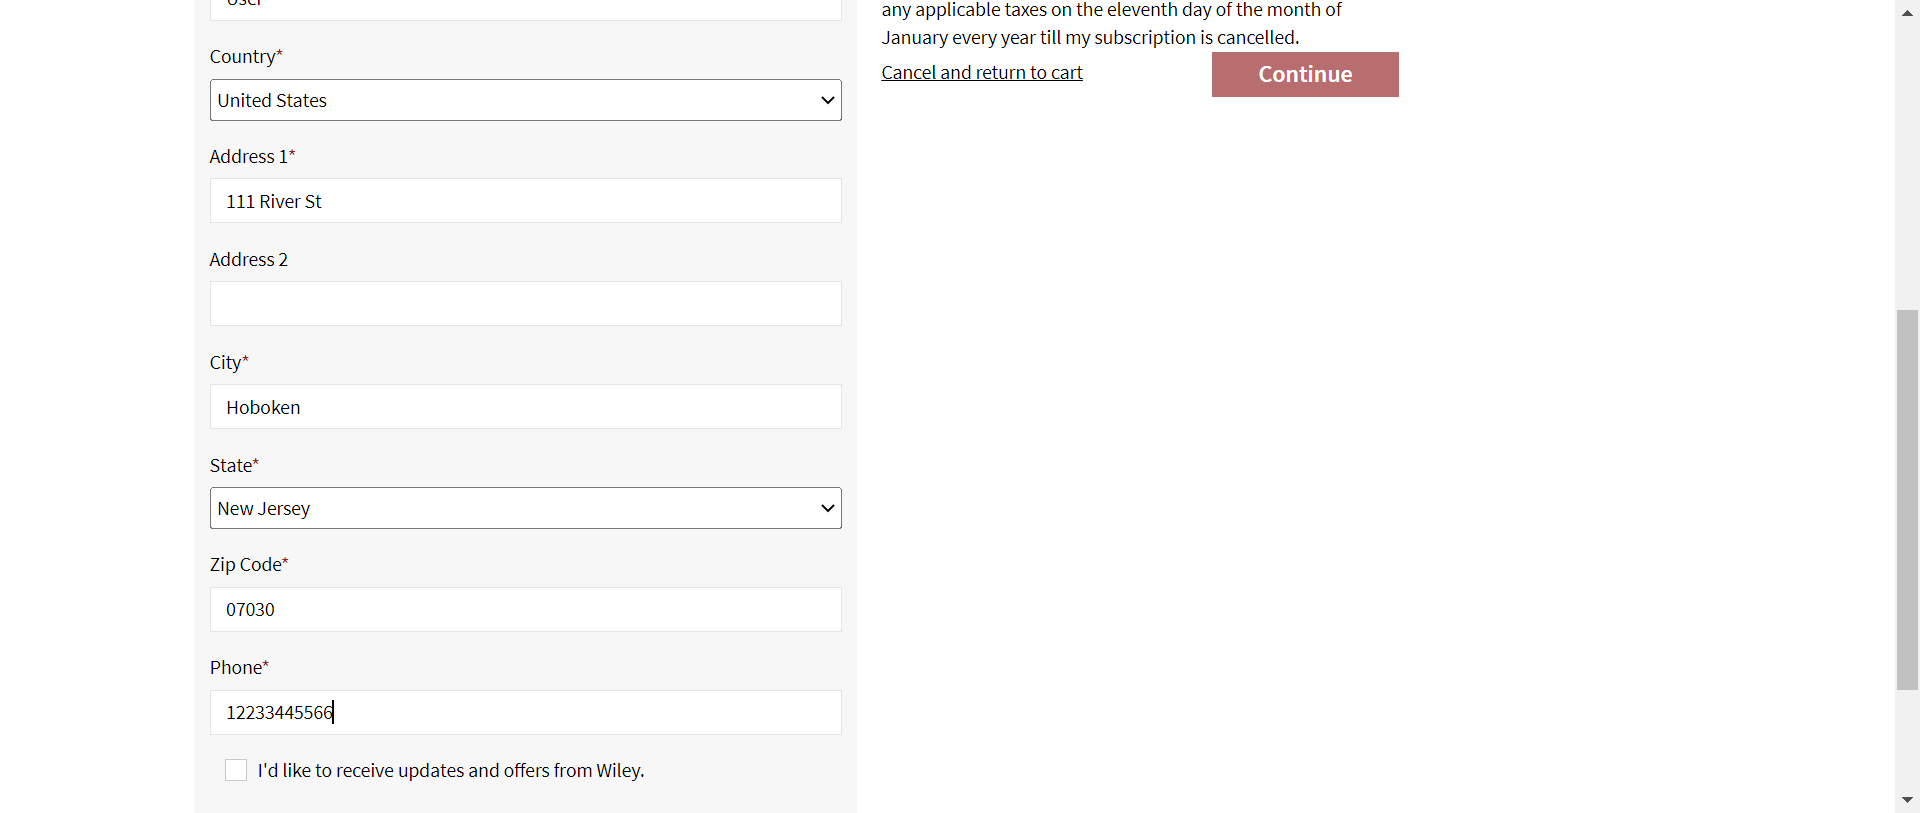 User
Country*
United States
Address 1*
111 River St
Address 2
City*
Hoboken
State*
New Jersey
Zip Code*
07030
Phone*
12233445566
I'd like to receive updates and offers from Wiley.
any applicable taxes on the eleventh day of the month of
January every year till my subscription is cancelled.
Cancel and return to cart
Continue